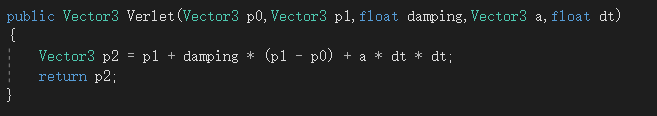 public Vector3 Verlet(Vector3 p0,Vector3 p1,float damping,Vector3 a,float dt)
{
Vector3 p2 = p1 + damping * (p1 - p0) + a * dt * dt;
return p2;
}